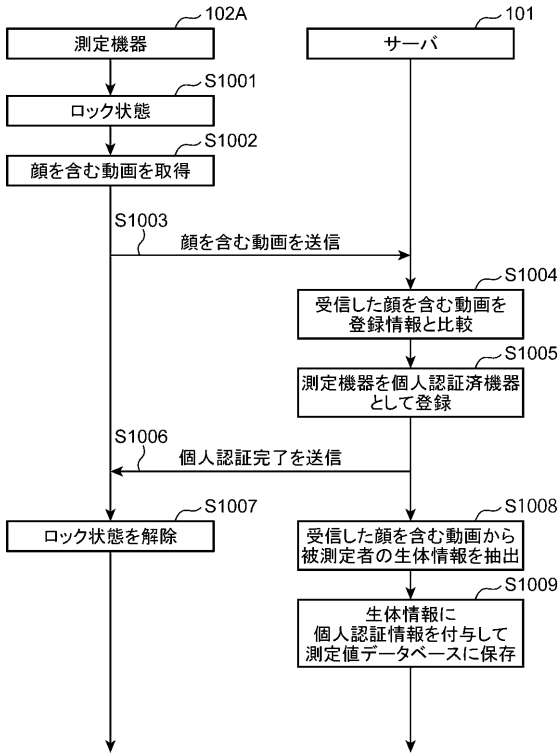 102A
101
測定機器
サーバ
S1001
ロック状態
S1002
顔を含む動画を取得
S1003
顔を含む動画を送信
S1004
受信した顔を含む動画を
登録情報と比較
S1005
測定機器を個人認証済機器
として登録
S1006
個人認証完了を送信
S1007
ロック状態を解除
S1008
受信した顔を含む動画から
被測定者の生体情報を抽出
S1009
生体情報に
個人認証情報を付与して
測定値データベースに保存